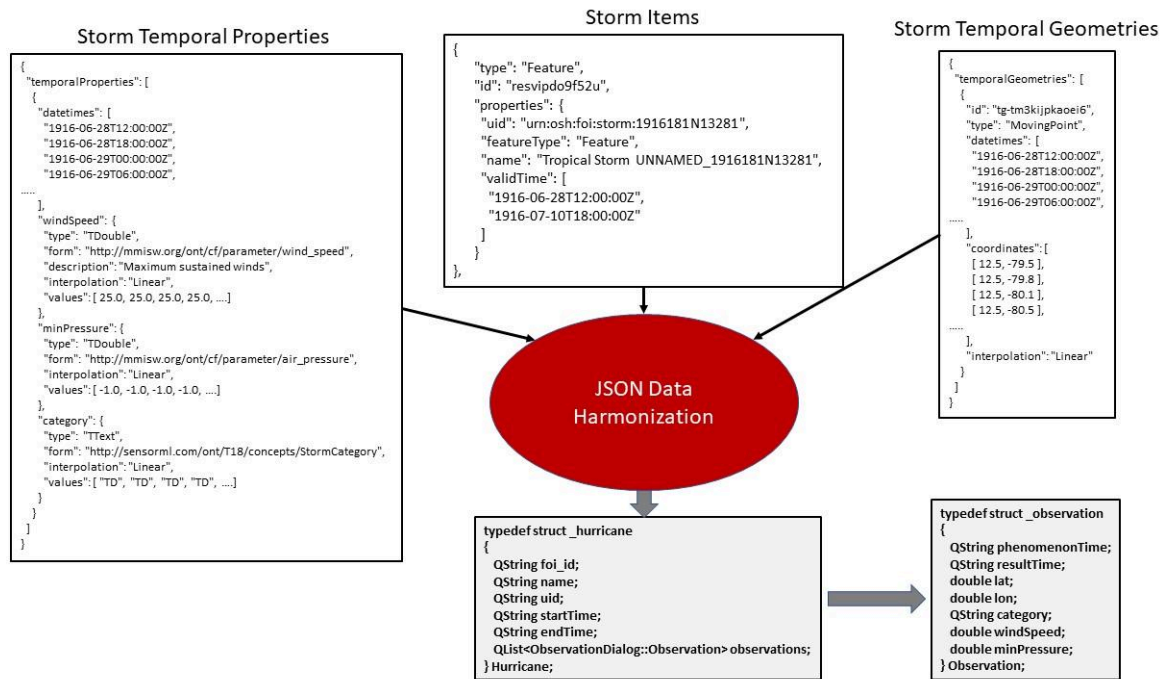 Storm Temporal Properties
{
"temporalProperties": [
{
"datetimes": [
"1916-06-28T12:00:00Z",
"1916-06-28T18:00:00Z",
"1916-06-29T00:00:00Z",
"1916-06-29T06:00:00Z",
.....
],
"windSpeed": {
"type": "TDouble",
"form": "http://mmisw.org/ont/cf/parameter/wind_speed",
"description": "Maximum sustained winds",
"interpolation": "Linear",
"values": [ 25.0, 25.0, 25.0, 25.0, ....]
},
"minPressure": {
"type": "TDouble",
"form": "http://mmisw.org/ont/cf/parameter/air_pressure",
"interpolation": "Linear",
"values": [ -1.0, -1.0, -1.0, -1.0, ....]
},
"category": {
"type": "TText",
"form": "http://sensorml.com/ont/T18/concepts/StormCategory",
"interpolation": "Linear",
"values": [ "TD", "TD", "TD", "TD", ....]
}
}
]
}
Storm Items
{
"type": "Feature",
"id": "resvipdo9f52u",
"properties": {
"uid": "urn:osh:foi:storm:1916181N13281",
"featureType": "Feature",
"name": "Tropical Storm UNNAMED_1916181N13281",
"validTime": [
"1916-06-28T12:00:00Z",
"1916-07-10T18:00:00Z"
]
}
},
Storm Temporal Geometries
{
"temporalGeometries": [
{
"id": "tg-tm3kijpkaoei6",
"type": "MovingPoint",
"datetimes": [
"1916-06-28T12:00:00Z",
"1916-06-28T18:00:00Z",
"1916-06-29T00:00:00Z",
"1916-06-29T06:00:00Z",
.....
],
"coordinates": [
[ 12.5, -79.5 ],
[ 12.5, -79.8 ],
[ 12.5, -80.1 ],
[ 12.5, -80.5 ],
.....
],
"interpolation": "Linear"
}
]
}
JSON Data
Harmonization
typedef struct _hurricane
{
QString foi_id;
QString name;
QString uid;
QString startTime;
QString endTime;
QList<ObservationDialog::Observation> observations;
} Hurricane;
typedef struct _observation
{
QString phenomenonTime;
QString resultTime;
double lat;
double lon;
QString category;
double windSpeed;
double minPressure;
} Observation;